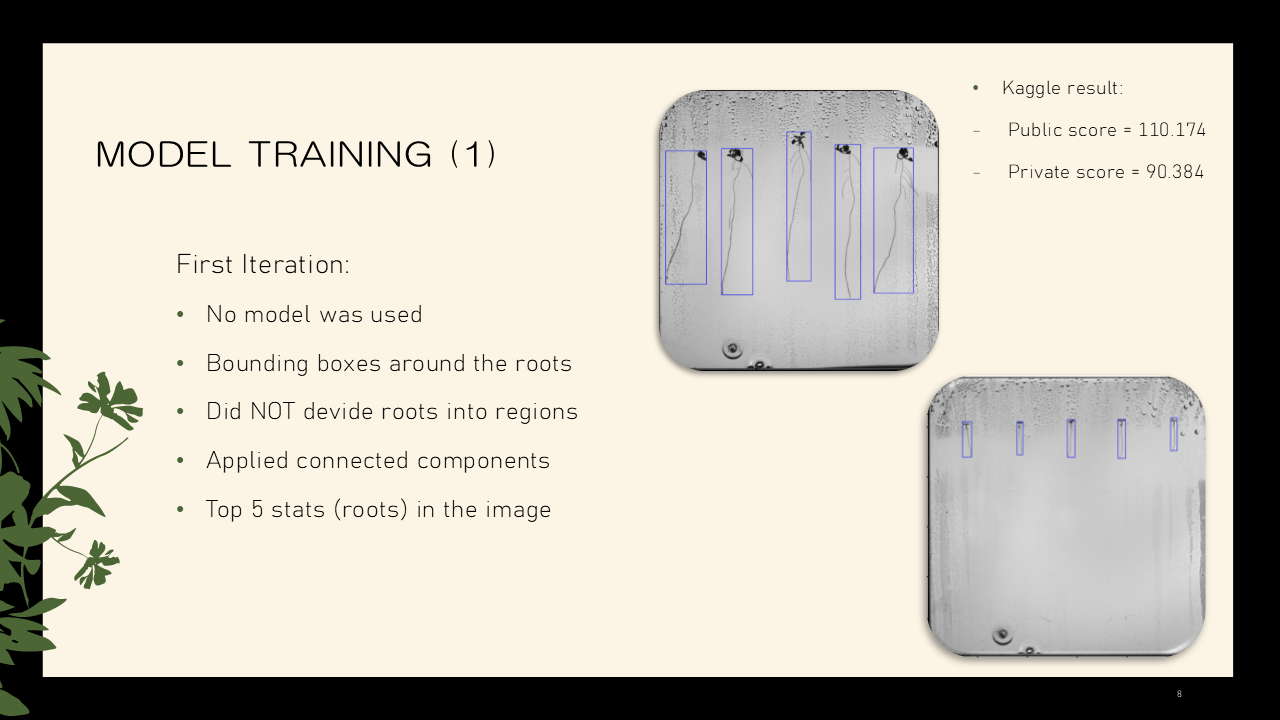 MODEL TRAINING (1)
First Iteration:
• No model was used
• Bounding boxes around the roots
• Did NOT devide roots into regions
• Applied connected components
• Top 5 stats (roots) in the image
• Kaggle result:
- Public score = 110.174
- Private score = 90.384
8